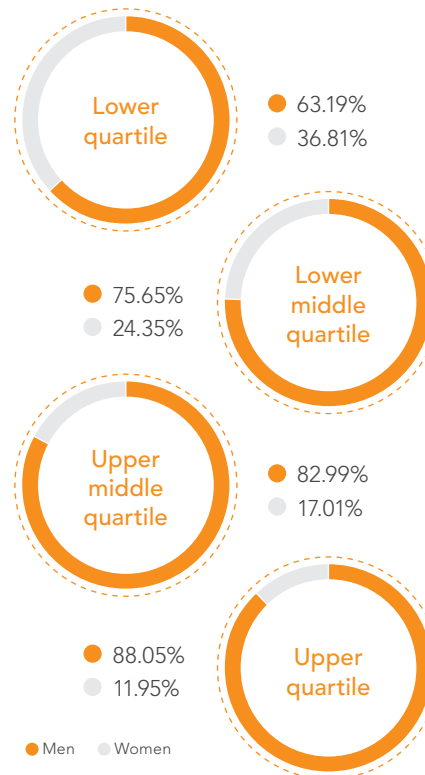 Lower
quartile
63.19%
36.81%
Lower
middle
quartile
75.65%
24.35%
Upper
middle
quartile
82.99%
17.01%
Upper
quartile
88.05%
11.95%
Men Women